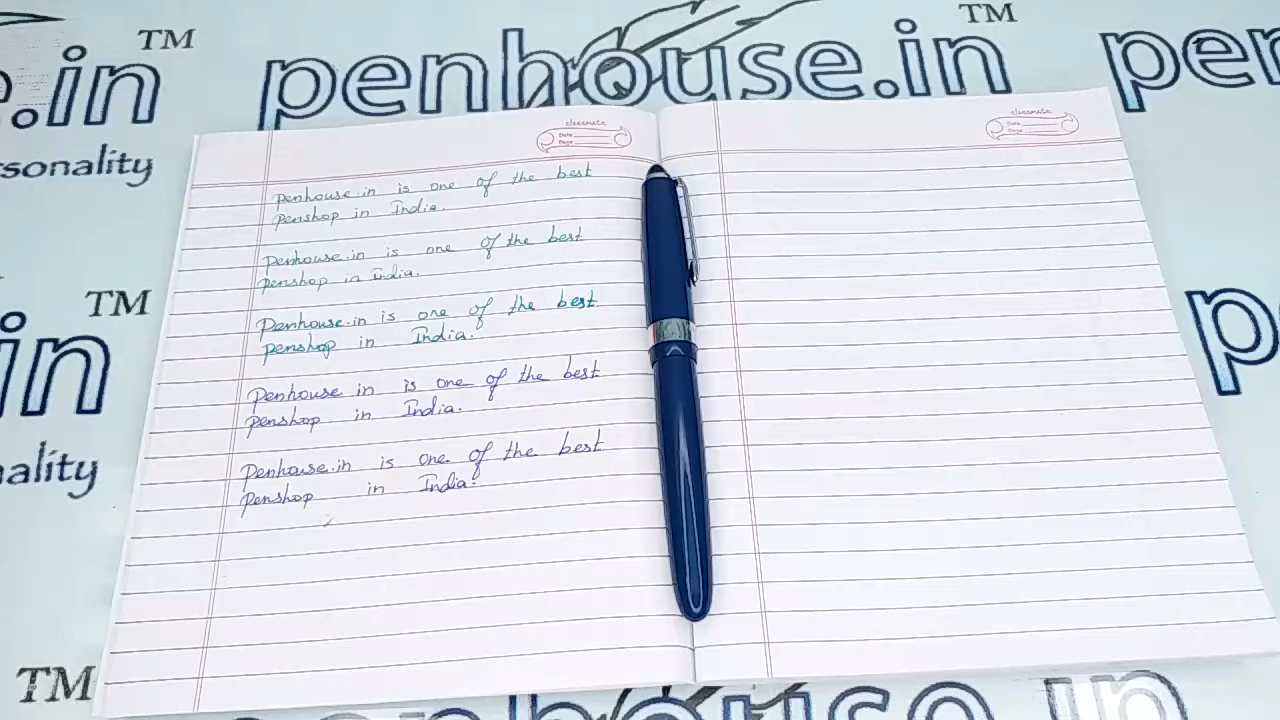 TM
TM
e.in
penhouse.in
pen
sonality
classmate
Date
Page
classmate
Date
Page
Penhouse.in is one of the best
Penshop in India.
Penhouse.in is one of the best
Penshop in India.
Penhouse.in is one of the best
Penshop in India.
Penhouse.in is one of the best
Penshop in India.
Penhouse.in is one of the best
Penshop in India.
TM
in
p
ality
TM
penhouse.in